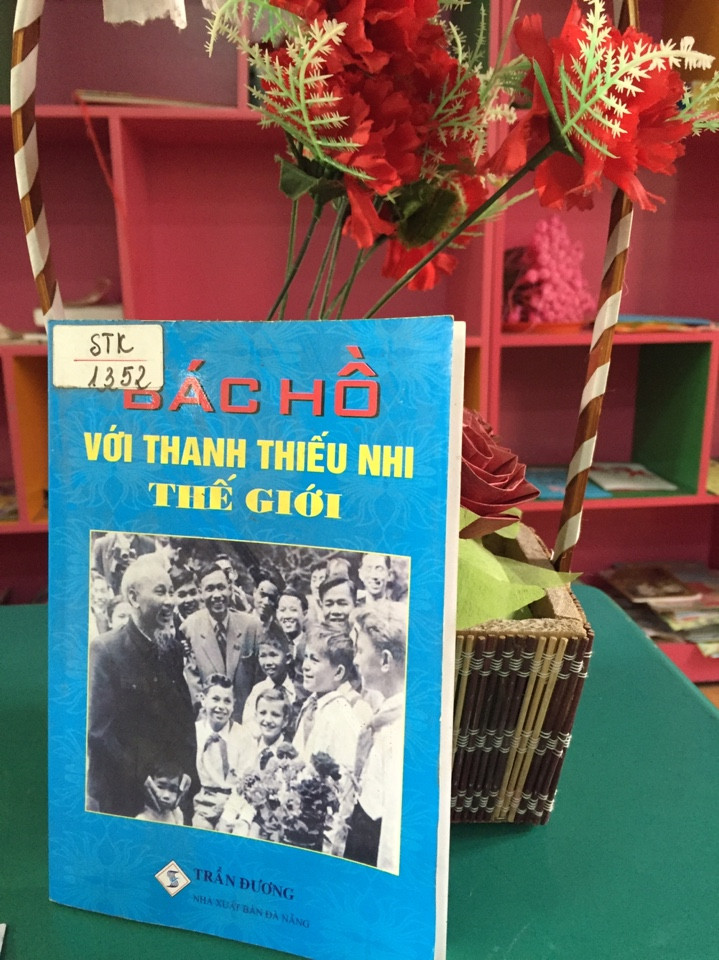 STK
1352
BÁC HỒ
VỚI THANH THIẾU NHI
THẾ GIỚI
TRẦN ĐƯƠNG
NHÀ XUẤT BẢN ĐÀ NẴNG